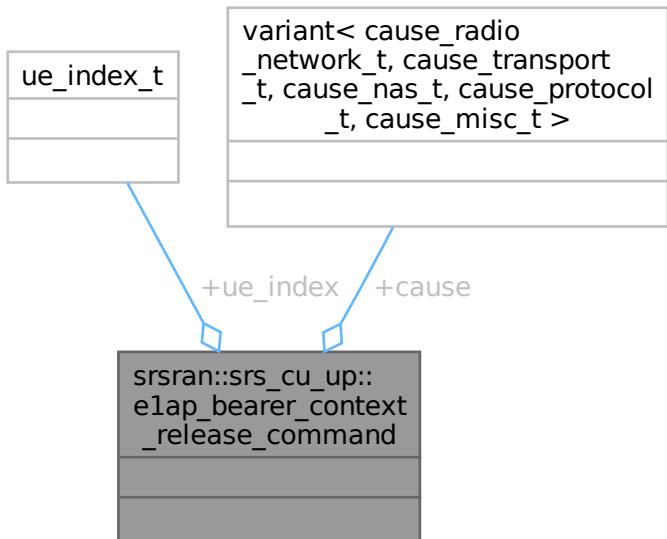 ue_index_t
variant< cause_radio
_network_t, cause_transport
_t, cause_nas_t, cause_protocol
_t, cause_misc_t >
+ue_index
+cause
srsran::srs_cu_up::
e1ap_bearer_context
_release_command